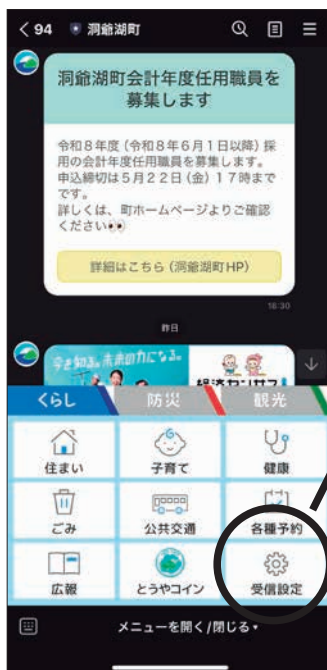 94 洞爺湖町
洞爺湖町会計年度任用職員を
募集します
令和8年度(令和8年6月1日以降)採
用の会計年度任用職員を募集します。
申込締切は5月22日(金)17時まで
です。
詳しくは、町ホームページよりご確認
ください👀
詳細はこちら(洞爺湖町HP)
16:30
昨日
今を知る。未来の力になる。
経済センサス
くらし 防災 観光
住まい 子育て 健康
ごみ 公共交通 各種予約
広報 とうやコイン 受信設定
メニューを開く/閉じる▾